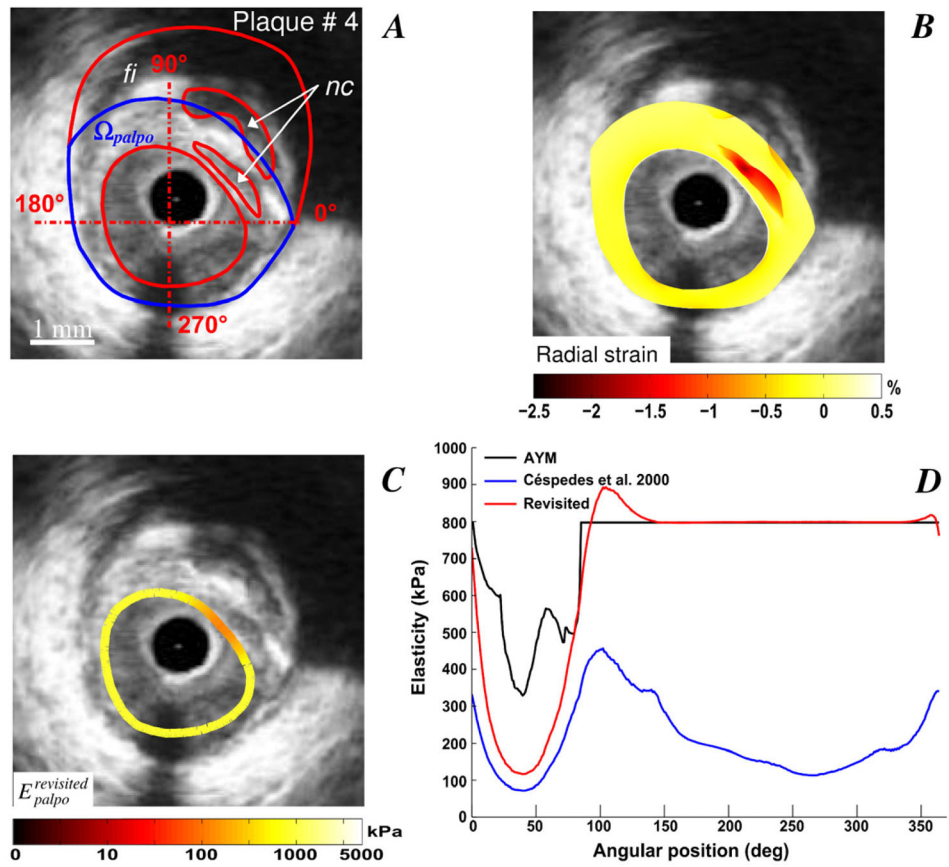 Plaque # 4
A
fi
90°
nc
Ωpalpo
180°
0°
270°
1 mm
B
Radial strain
%
−2.5 −2 −1.5 −1 −0.5 0 0.5
C
E revisited palpo
kPa
0 10 100 1000 5000
D
AYM
Céspedes et al. 2000
Revisited
1000
900
800
700
600
500
400
300
200
100
0
Elasticity (kPa)
0 50 100 150 200 250 300 350
Angular position (deg)